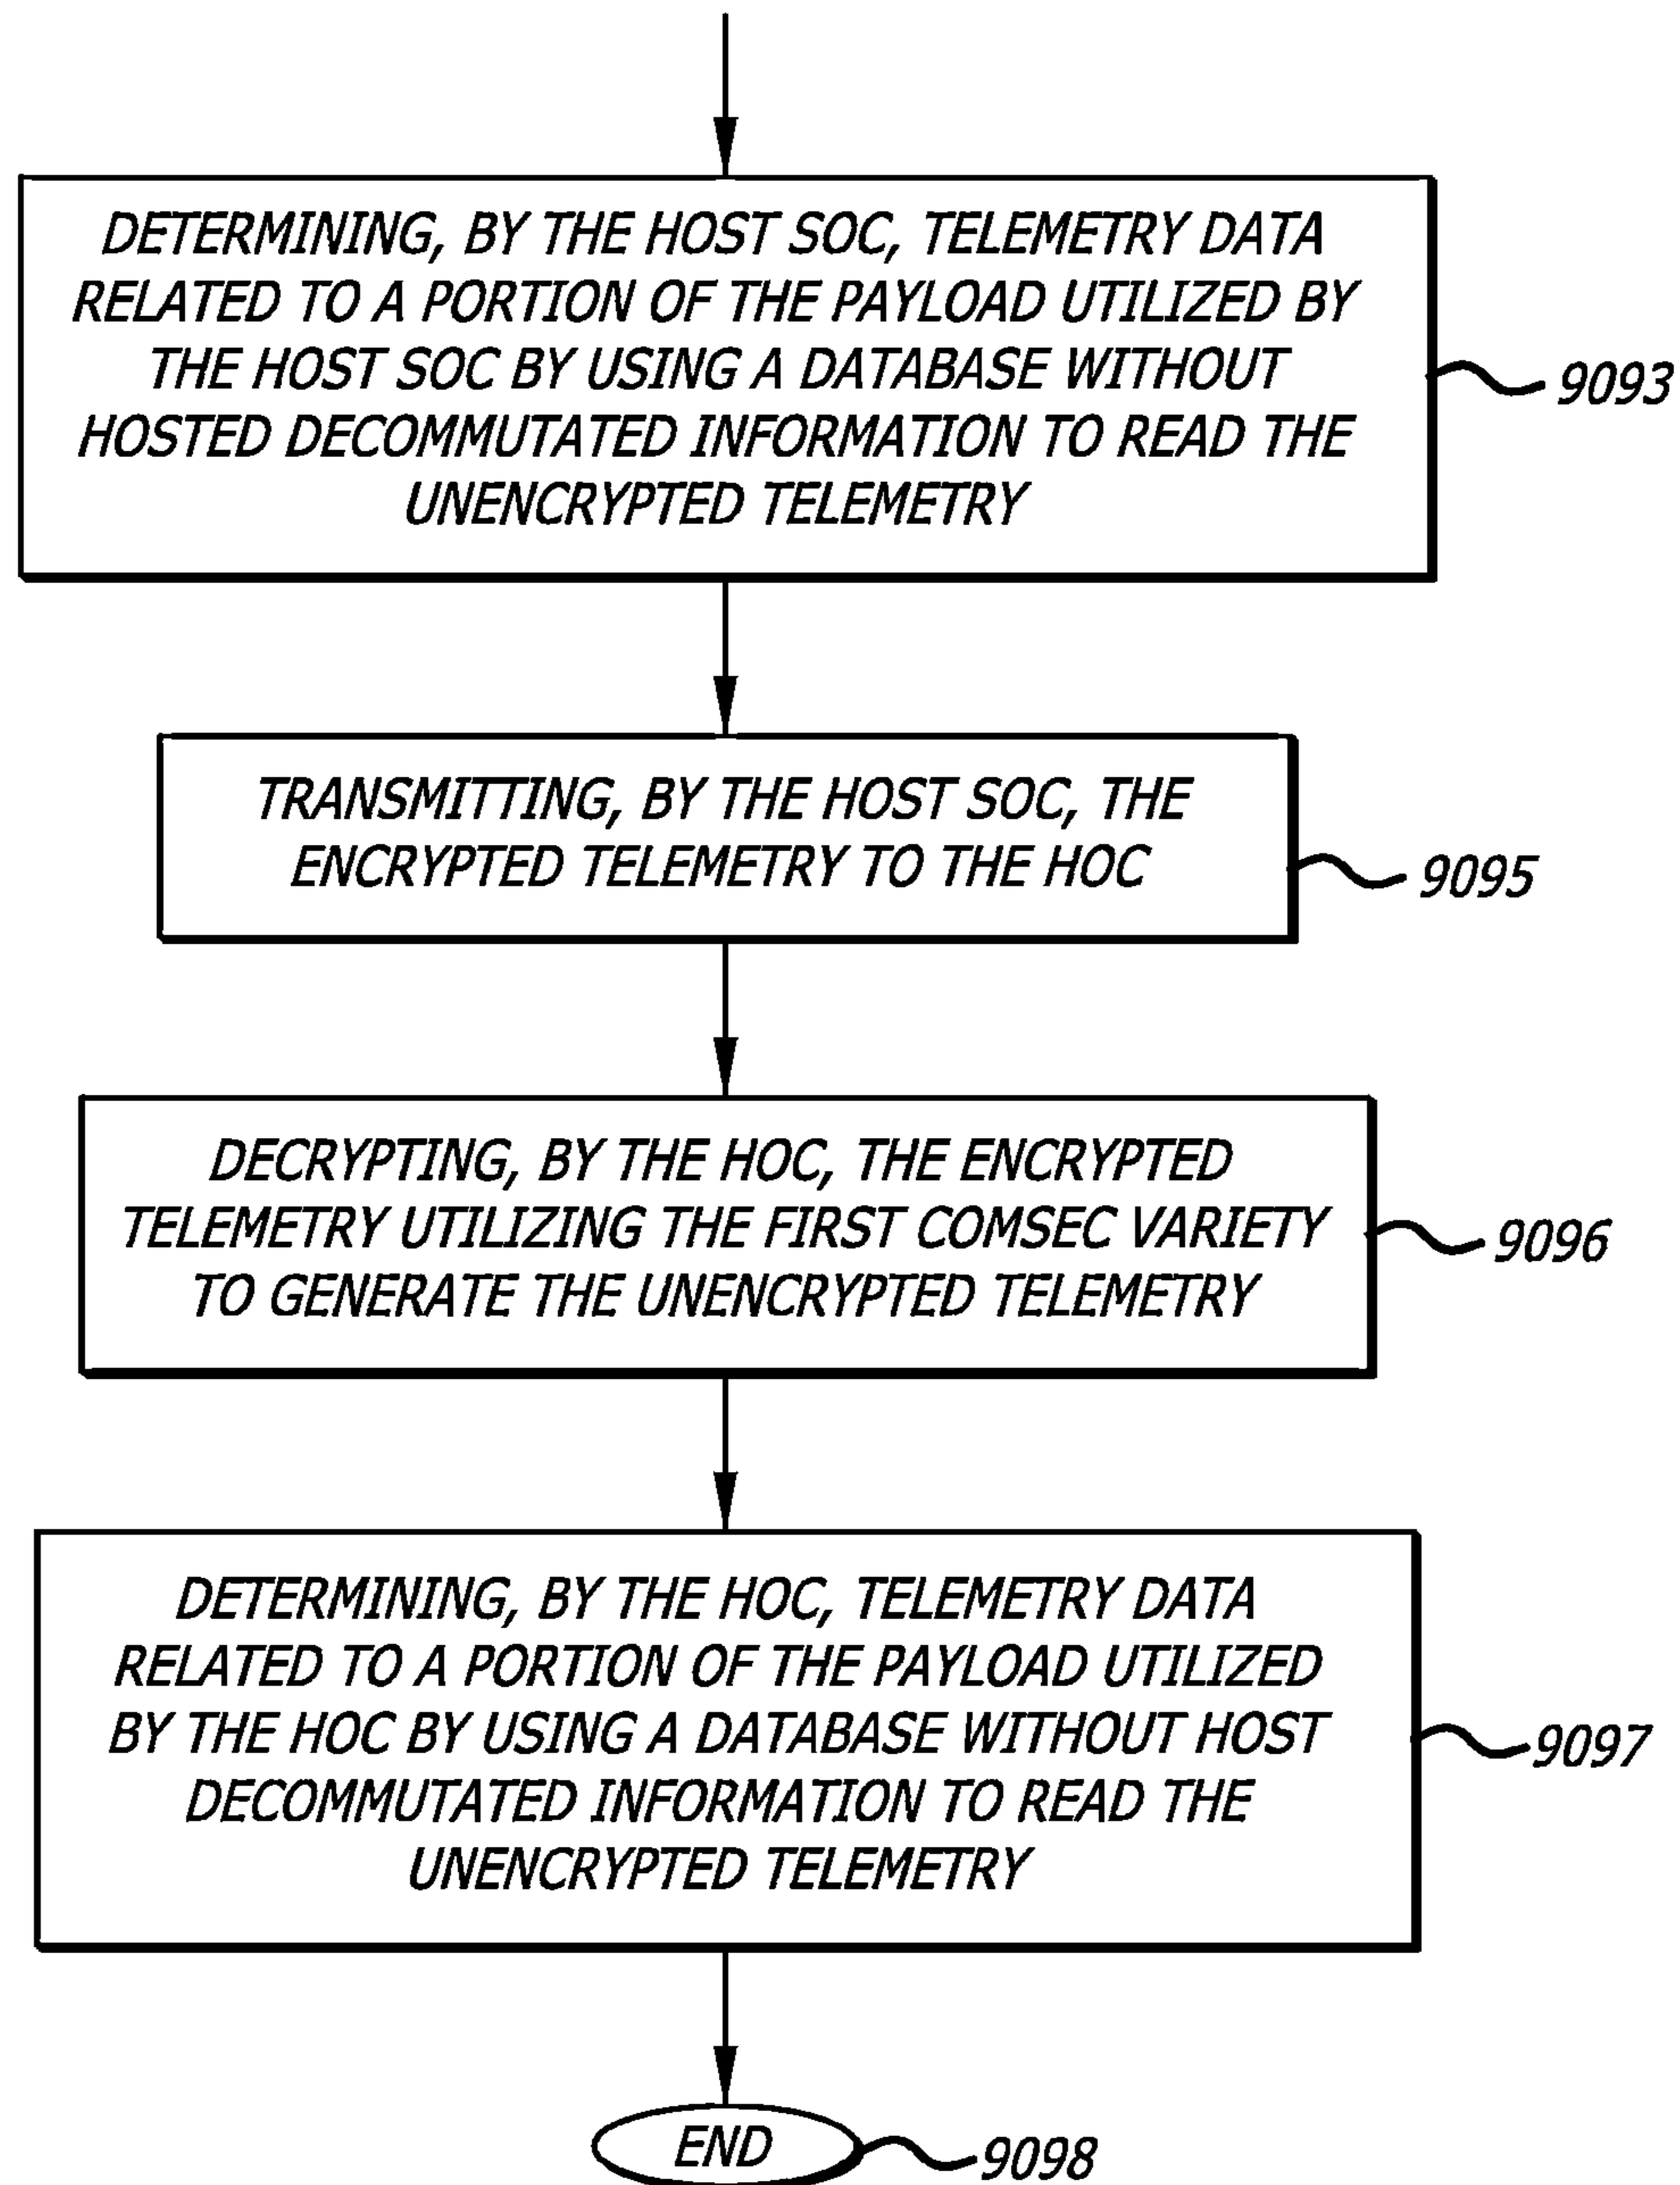 DETERMINING, BY THE HOST SOC, TELEMETRY DATA
RELATED TO A PORTION OF THE PAYLOAD UTILIZED BY
THE HOST SOC BY USING A DATABASE WITHOUT
HOSTED DECOMMUTATED INFORMATION TO READ THE
UNENCRYPTED TELEMETRY
9093
TRANSMITTING, BY THE HOST SOC, THE
ENCRYPTED TELEMETRY TO THE HOC
9095
DECRYPTING, BY THE HOC, THE ENCRYPTED
TELEMETRY UTILIZING THE FIRST COMSEC VARIETY
TO GENERATE THE UNENCRYPTED TELEMETRY
9096
DETERMINING, BY THE HOC, TELEMETRY DATA
RELATED TO A PORTION OF THE PAYLOAD UTILIZED
BY THE HOC BY USING A DATABASE WITHOUT HOST
DECOMMUTATED INFORMATION TO READ THE
UNENCRYPTED TELEMETRY
9097
END
9098